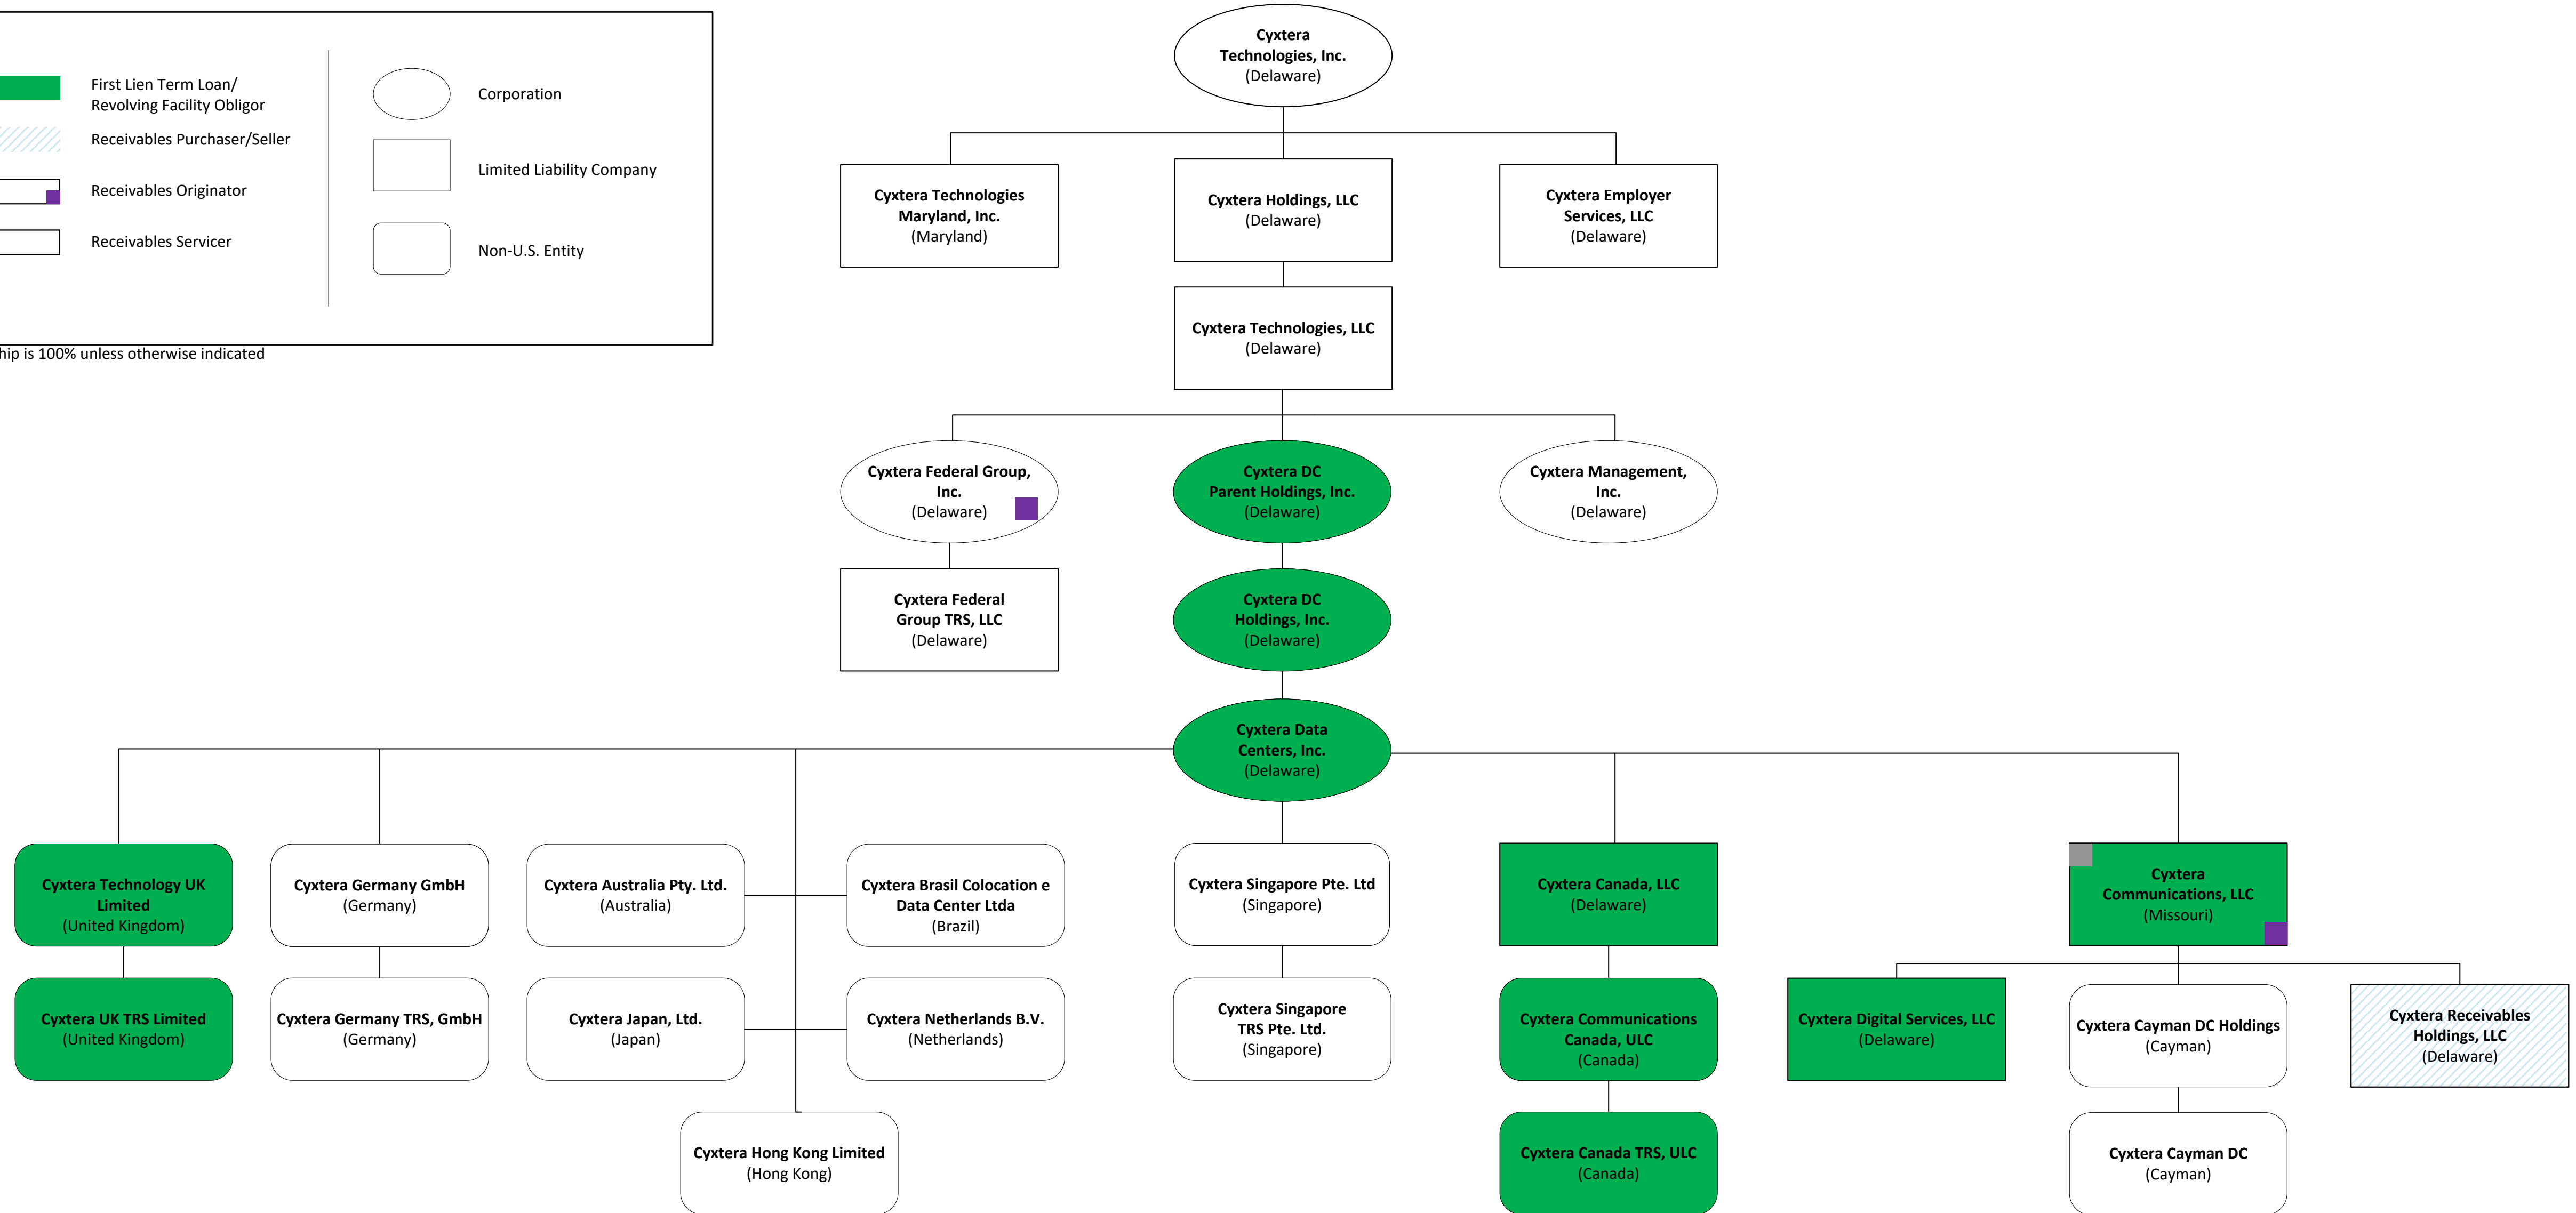 First Lien Term Loan/
Revolving Facility Obligor
Receivables Purchaser/Seller
Receivables Originator
Receivables Servicer
Corporation
Limited Liability Company
Non-U.S. Entity
is 100% unless otherwise indicated
Cyxtera
Technologies, Inc.
(Delaware)
Cyxtera Technologies
Maryland, Inc.
(Maryland)
Cyxtera Holdings, LLC
(Delaware)
Cyxtera Employer
Services, LLC
(Delaware)
Cyxtera Technologies, LLC
(Delaware)
Cyxtera Federal Group,
Inc.
(Delaware)
Cyxtera DC
Parent Holdings, Inc.
(Delaware)
Cyxtera Management,
Inc.
(Delaware)
Cyxtera Federal
Group TRS, LLC
(Delaware)
Cyxtera DC
Holdings, Inc.
(Delaware)
Cyxtera Data
Centers, Inc.
(Delaware)
Cyxtera Technology UK
Limited
(United Kingdom)
Cyxtera Germany GmbH
(Germany)
Cyxtera Australia Pty. Ltd.
(Australia)
Cyxtera Brasil Colocation e
Data Center Ltda
(Brazil)
Cyxtera Singapore Pte. Ltd
(Singapore)
Cyxtera Canada, LLC
(Delaware)
Cyxtera
Communications, LLC
(Missouri)
Cyxtera UK TRS Limited
(United Kingdom)
Cyxtera Germany TRS, GmbH
(Germany)
Cyxtera Japan, Ltd.
(Japan)
Cyxtera Netherlands B.V.
(Netherlands)
Cyxtera Singapore
TRS Pte. Ltd.
(Singapore)
Cyxtera Communications
Canada, ULC
(Canada)
Cyxtera Digital Services, LLC
(Delaware)
Cyxtera Cayman DC Holdings
(Cayman)
Cyxtera Receivables
Holdings, LLC
(Delaware)
Cyxtera Hong Kong Limited
(Hong Kong)
Cyxtera Canada TRS, ULC
(Canada)
Cyxtera Cayman DC
(Cayman)